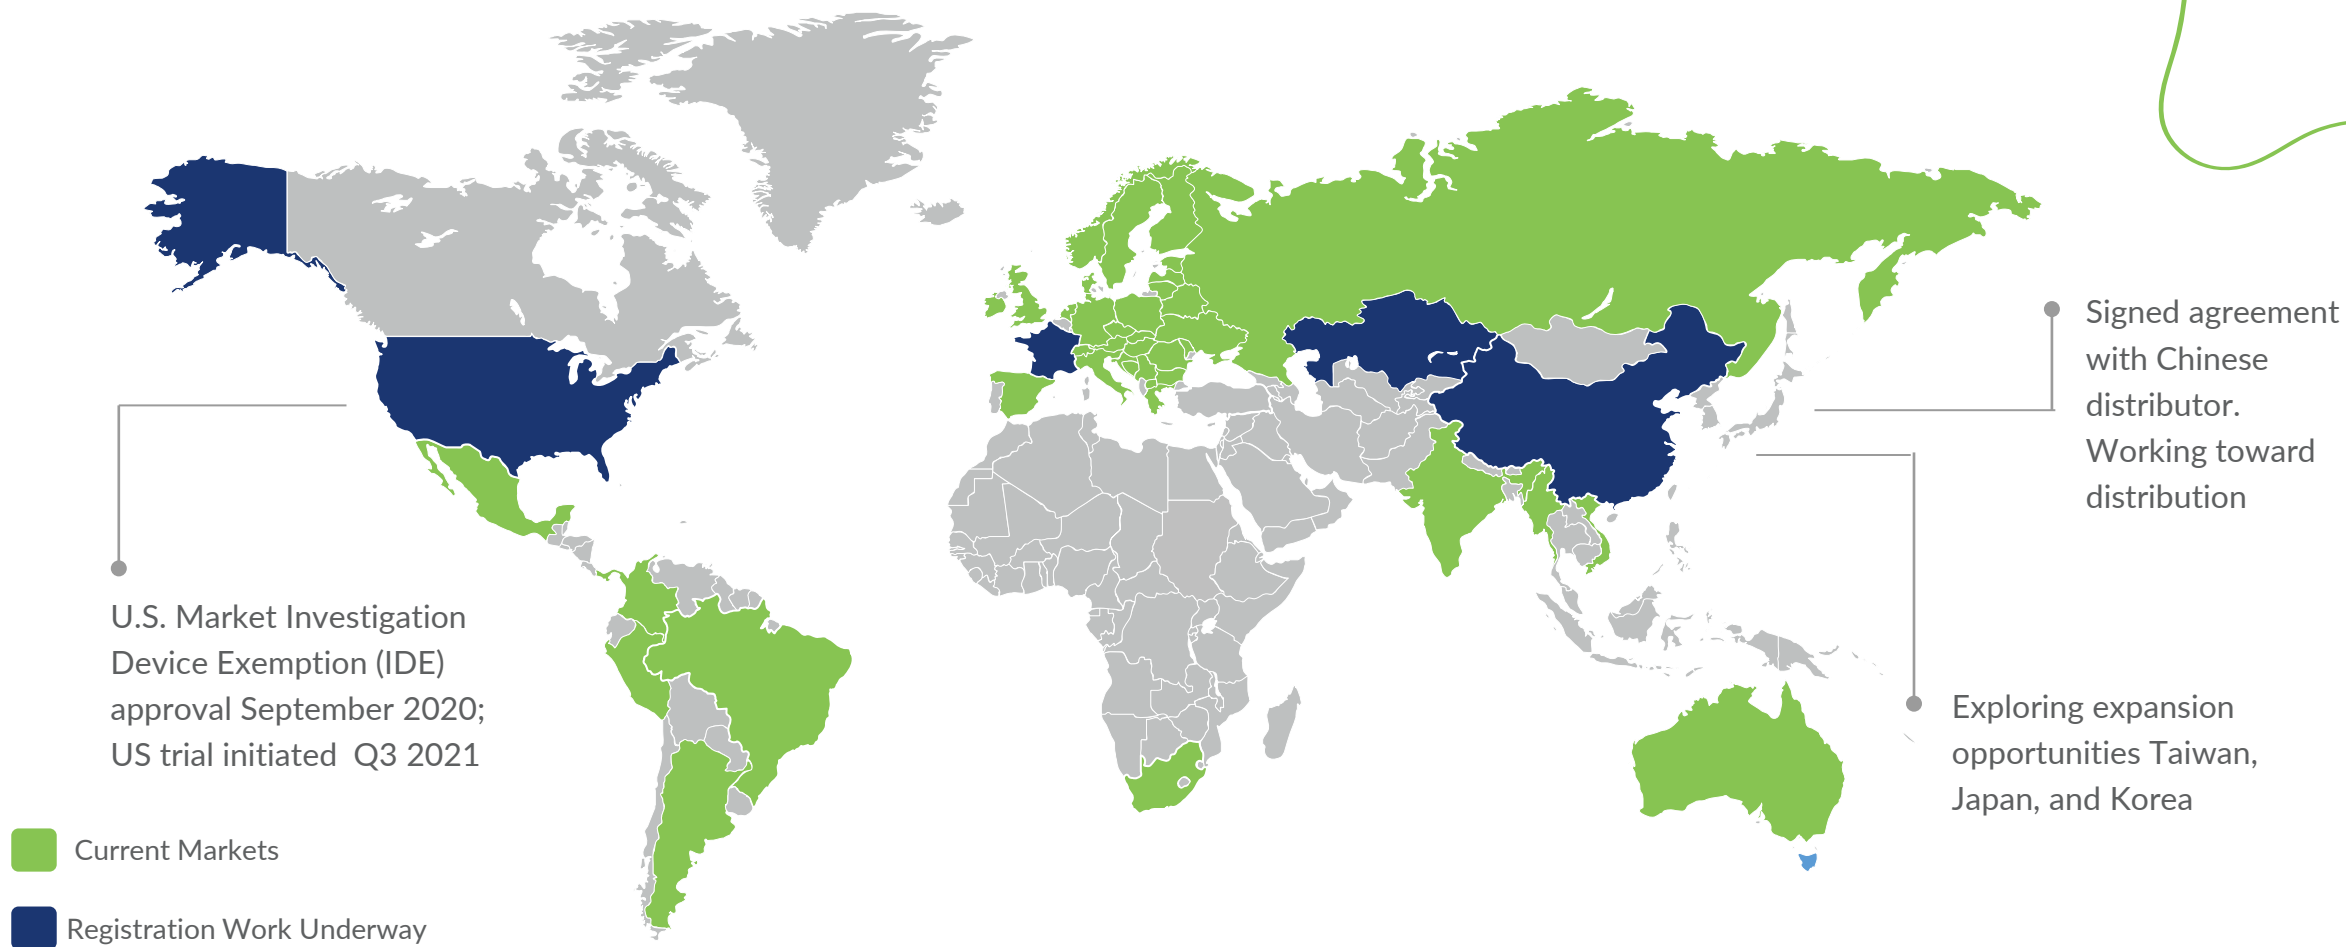 Signed agreement
with Chinese
distributor.
Working toward
distribution
U.S. Market Investigation
Device Exemption (IDE)
approval September 2020;
US trial initiated  Q3 2021
Exploring expansion
opportunities Taiwan,
Japan, and Korea
Current Markets
Registration Work Underway